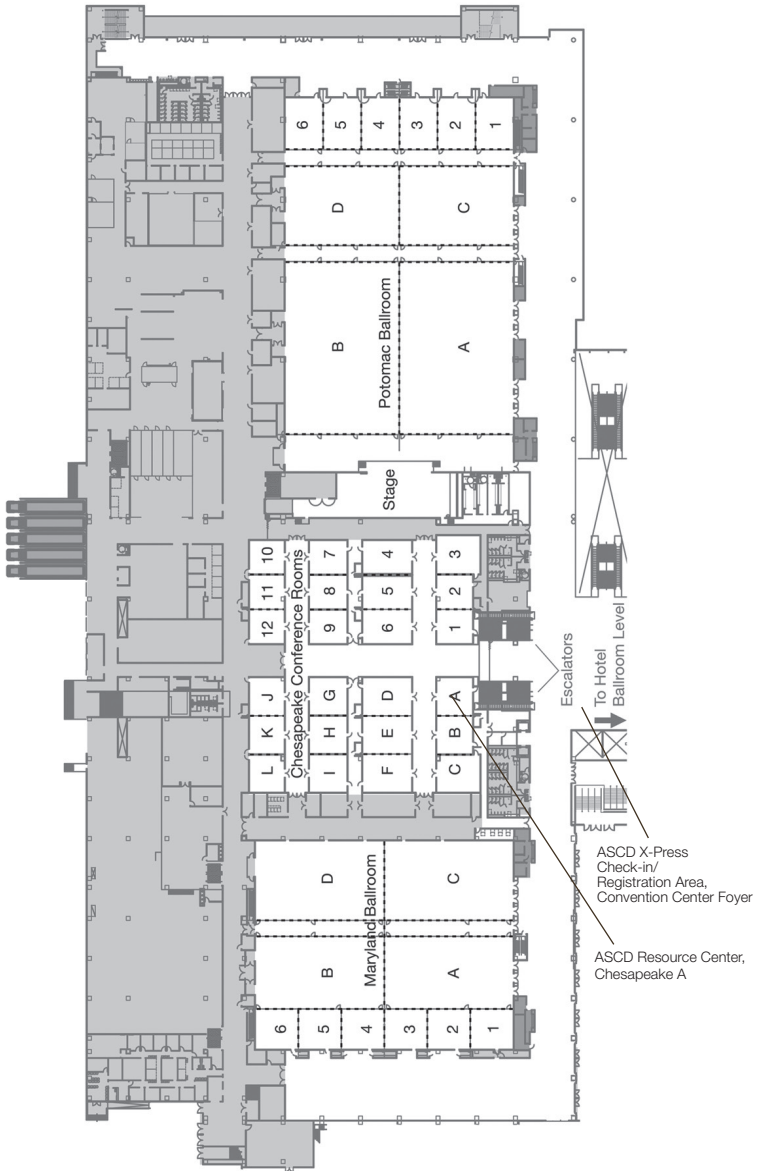 6
5
4
3
2
1
D
C
Potomac Ballroom
B
A
Stage
Chesapeake Conference Rooms
10
7
4
3
11
8
5
2
12
9
6
1
J
G
D
A
K
H
E
B
L
I
F
C
Escalators
To Hotel
Ballroom Level
ASCD X-Press
Check-in/
Registration Area,
Convention Center Foyer
ASCD Resource Center,
Chesapeake A
Maryland Ballroom
D
C
B
A
6
5
4
3
2
1